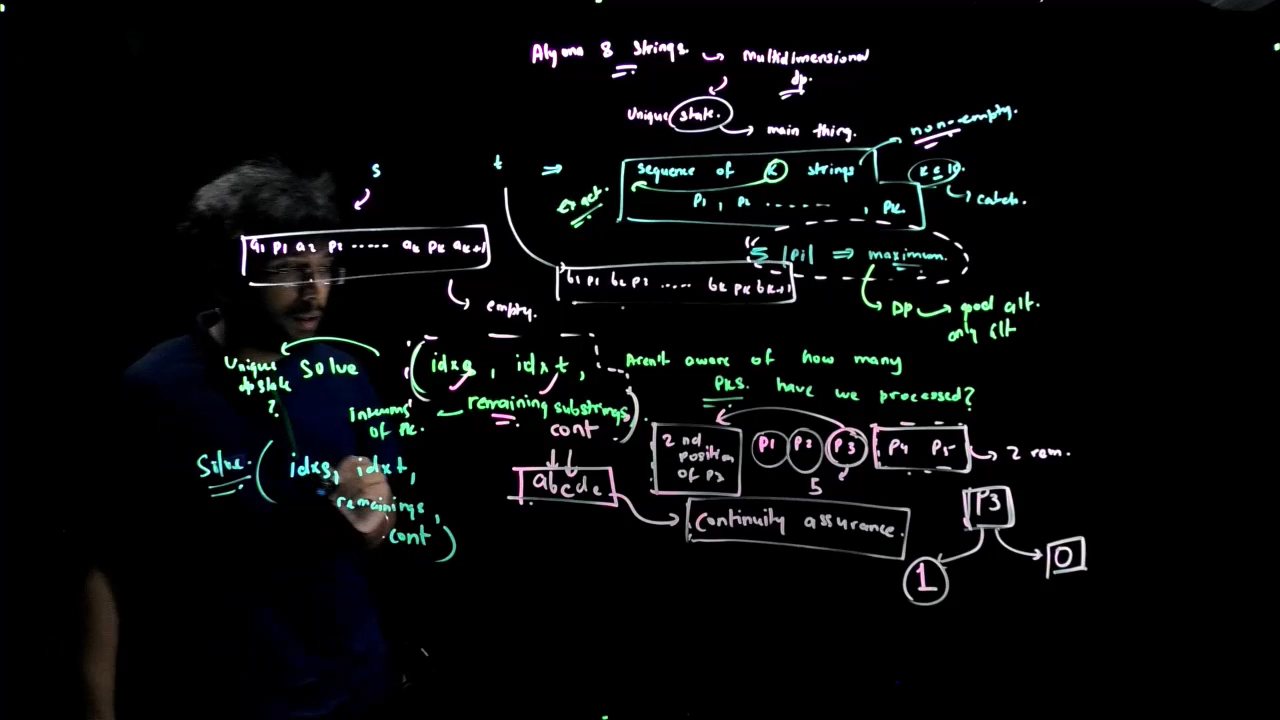 Alyona & Strings → multidimensional
dp.
Unique state.
main thing.
non-empty.
s t ⇒ sequence of k strings k ≤ 10.
exact. p1, p2 ........ , pk. catch.
a1 p1 a2 p2 ..... ak pk ak+1
Σ |pi| ⇒ maximum.
b1 p1 b2 p2 ..... bk pk bk+1
empty.
DP → good alt.
only alt
Unique dp state ?
Solve (idxs, idxt,
remaining substrings,
cont )
in terms of pk.
Aren't aware of how many
pks. have we processed?
2nd position of p3
p1 p2 p3 p4 p5 → 2 rem.
5
abcde
Continuity assurance.
p3
1 0
Solve (idxs, idxt,
remainings,
cont )